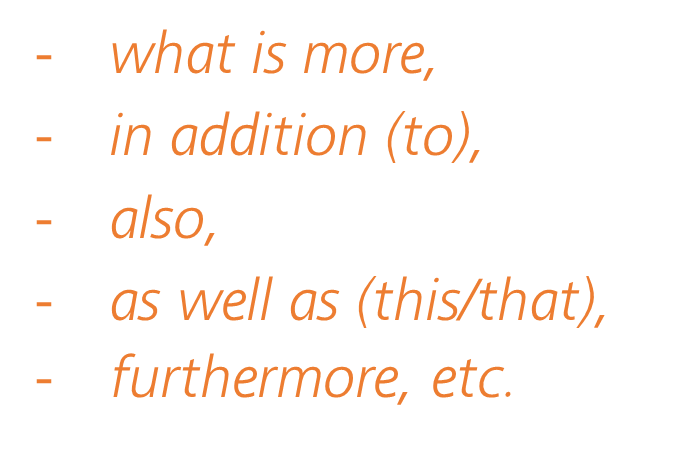 - what is more,
- in addition (to),
- also,
- as well as (this/that),
- furthermore, etc.